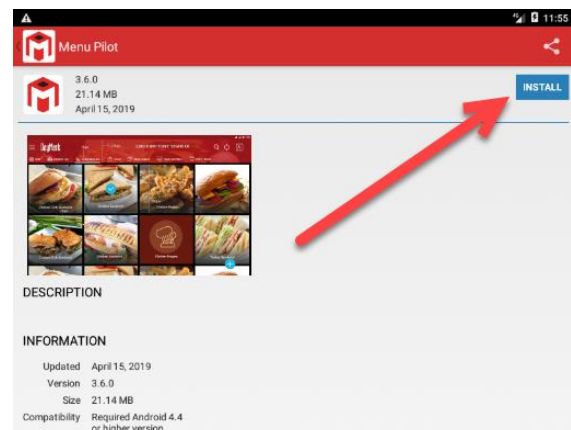 11:55
Menu Pilot
3.6.0
21.14 MB
April 15, 2019
INSTALL
DESCRIPTION
INFORMATION
Updated April 15, 2019
Version 3.6.0
Size 21.14 MB
Compatibility Required Android 4.4
or higher version